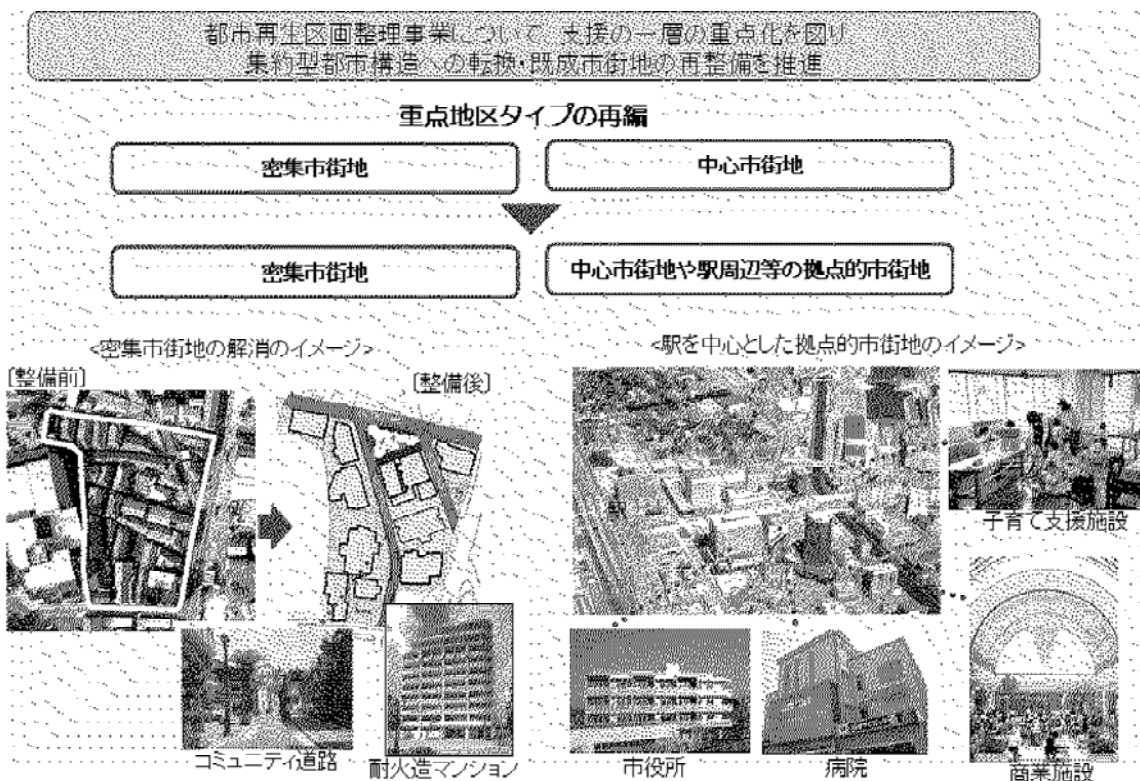 都市再生区画整理事業について、支援の一層の重点化を図り
集約型都市構造への転換・既成市街地の再整備を推進
重点地区タイプの再編
密集市街地
中心市街地
密集市街地
中心市街地や駅周辺等の拠点的市街地
<密集市街地の解消のイメージ>
[整備前]
[整備後]
コミュニティ道路
耐火造マンション
<駅を中心とした拠点的市街地のイメージ>
子育て支援施設
市役所
病院
商業施設